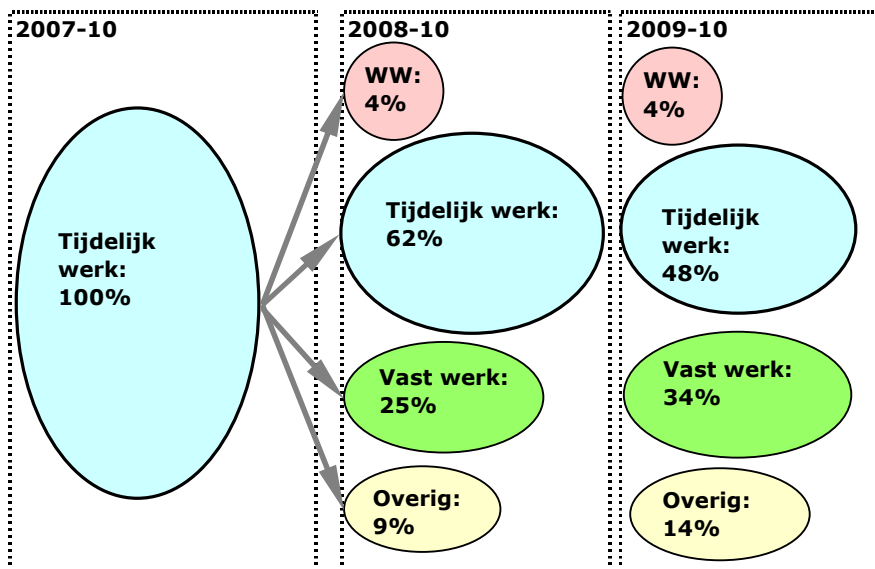 2007-10
Tijdelijk
werk:
100%
2008-10
WW:
4%
Tijdelijk werk:
62%
Vast werk:
25%
Overig:
9%
2009-10
WW:
4%
Tijdelijk
werk:
48%
Vast werk:
34%
Overig:
14%